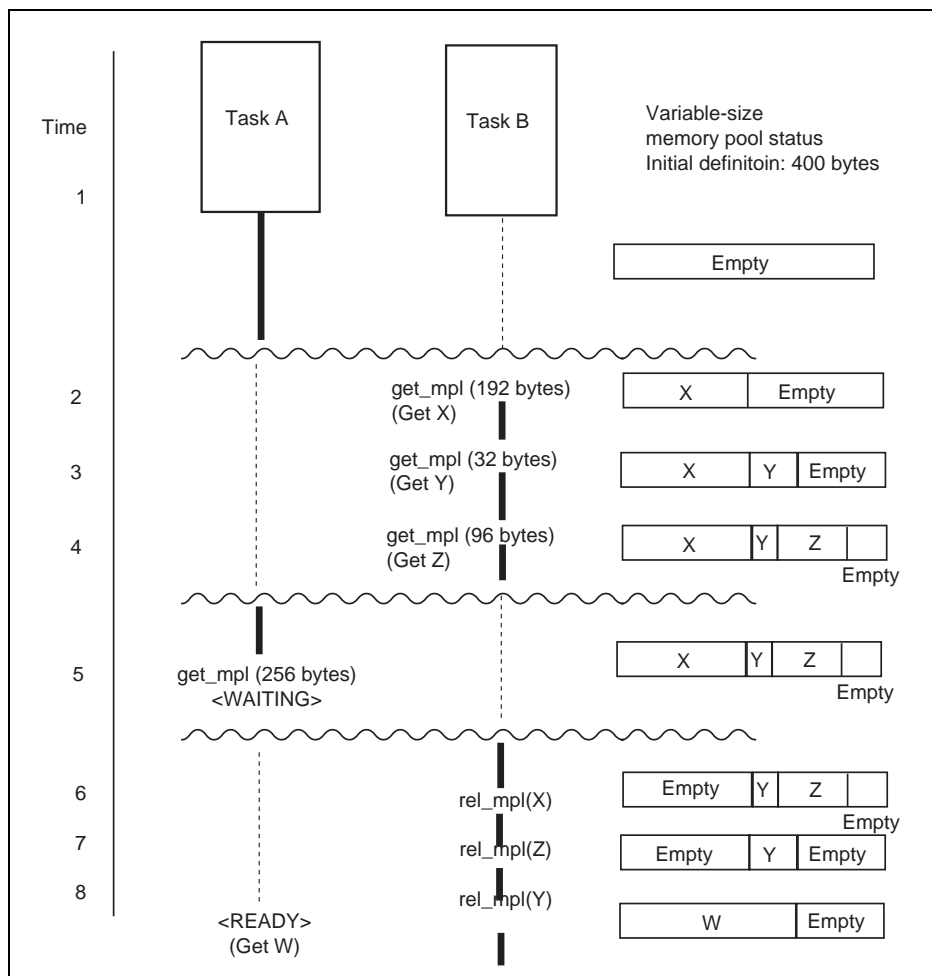 Time
Task A
Task B
Variable-size
memory pool status
Initial definitoin: 400 bytes
1
Empty
2
get_mpl (192 bytes)
(Get X)
X
Empty
3
get_mpl (32 bytes)
(Get Y)
X
Y
Empty
4
get_mpl (96 bytes)
(Get Z)
X
Y
Z
Empty
5
get_mpl (256 bytes)
<WAITING>
X
Y
Z
Empty
6
rel_mpl(X)
Empty
Y
Z
Empty
7
rel_mpl(Z)
Empty
Y
Empty
8
rel_mpl(Y)
<READY>
(Get W)
W
Empty